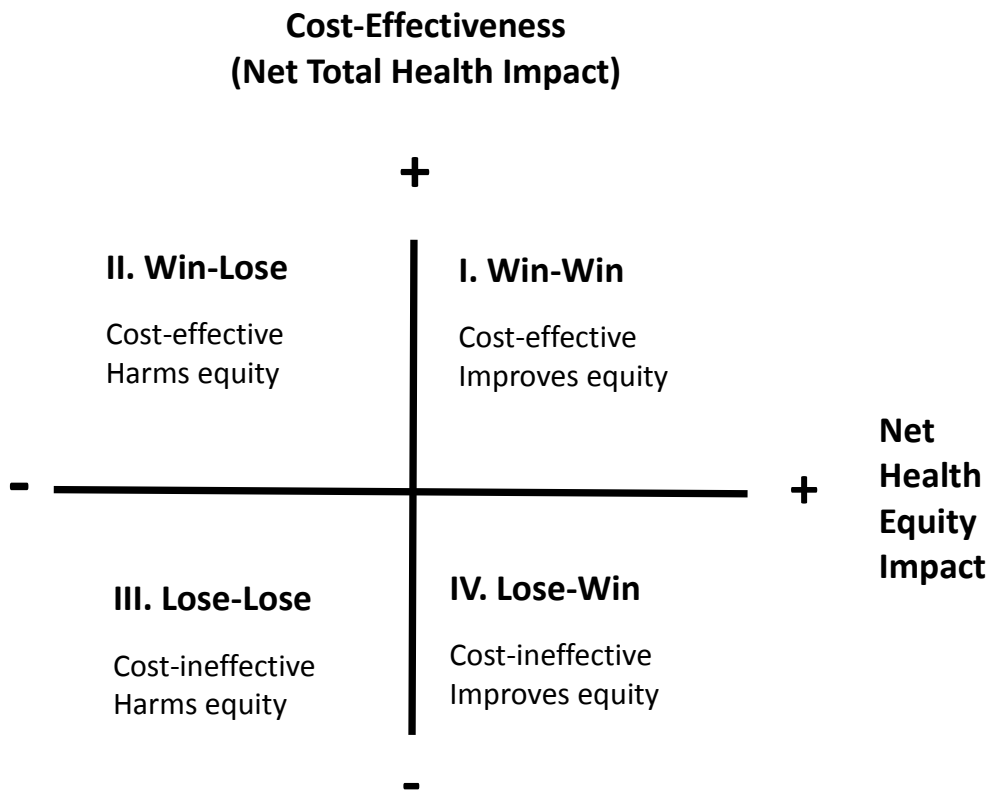 Cost-Effectiveness
(Net Total Health Impact)
+
II. Win-Lose
Cost-effective
Harms equity
I. Win-Win
Cost-effective
Improves equity
-
+
Net
Health
Equity
Impact
III. Lose-Lose
Cost-ineffective
Harms equity
IV. Lose-Win
Cost-ineffective
Improves equity
-